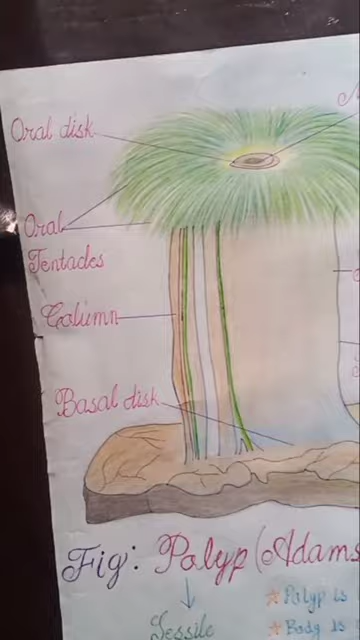 Oral disk
Oral
Tentacles
Column
Basal disk
Fig: Polyp (Adams
Sessile
Polyp is
Body is